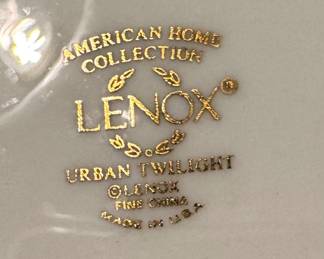 AMERICAN HOME
COLLECTION
LENOX®
URBAN TWILIGHT
©LENOX
FINE CHINA
MADE IN U.S.A.